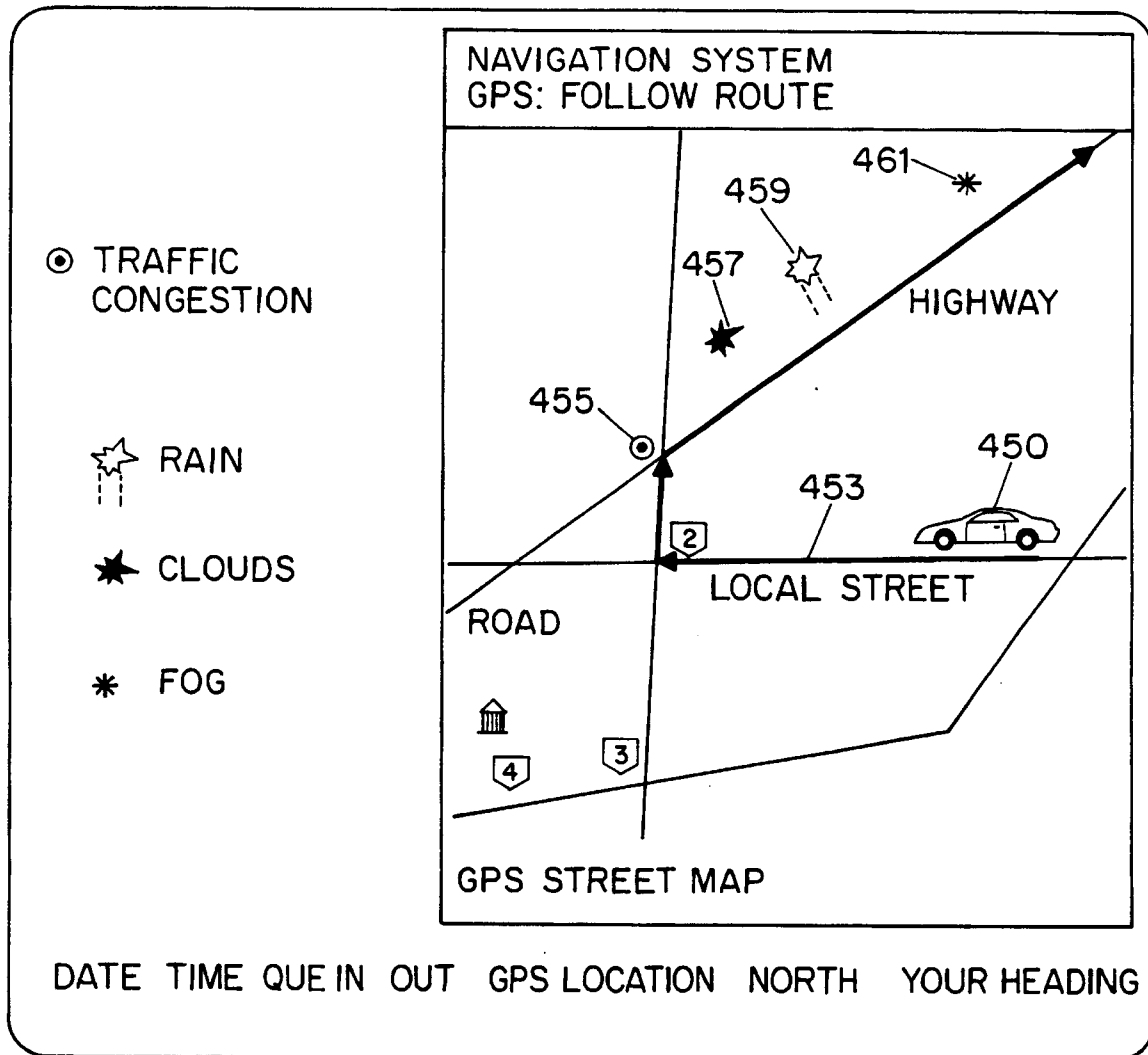 NAVIGATION SYSTEM
GPS: FOLLOW ROUTE
461
459
TRAFFIC
CONGESTION
457
HIGHWAY
455
450
RAIN
453
2
CLOUDS
LOCAL STREET
ROAD
FOG
3
4
GPS STREET MAP
DATE TIME QUE IN OUT GPS LOCATION NORTH YOUR HEADING